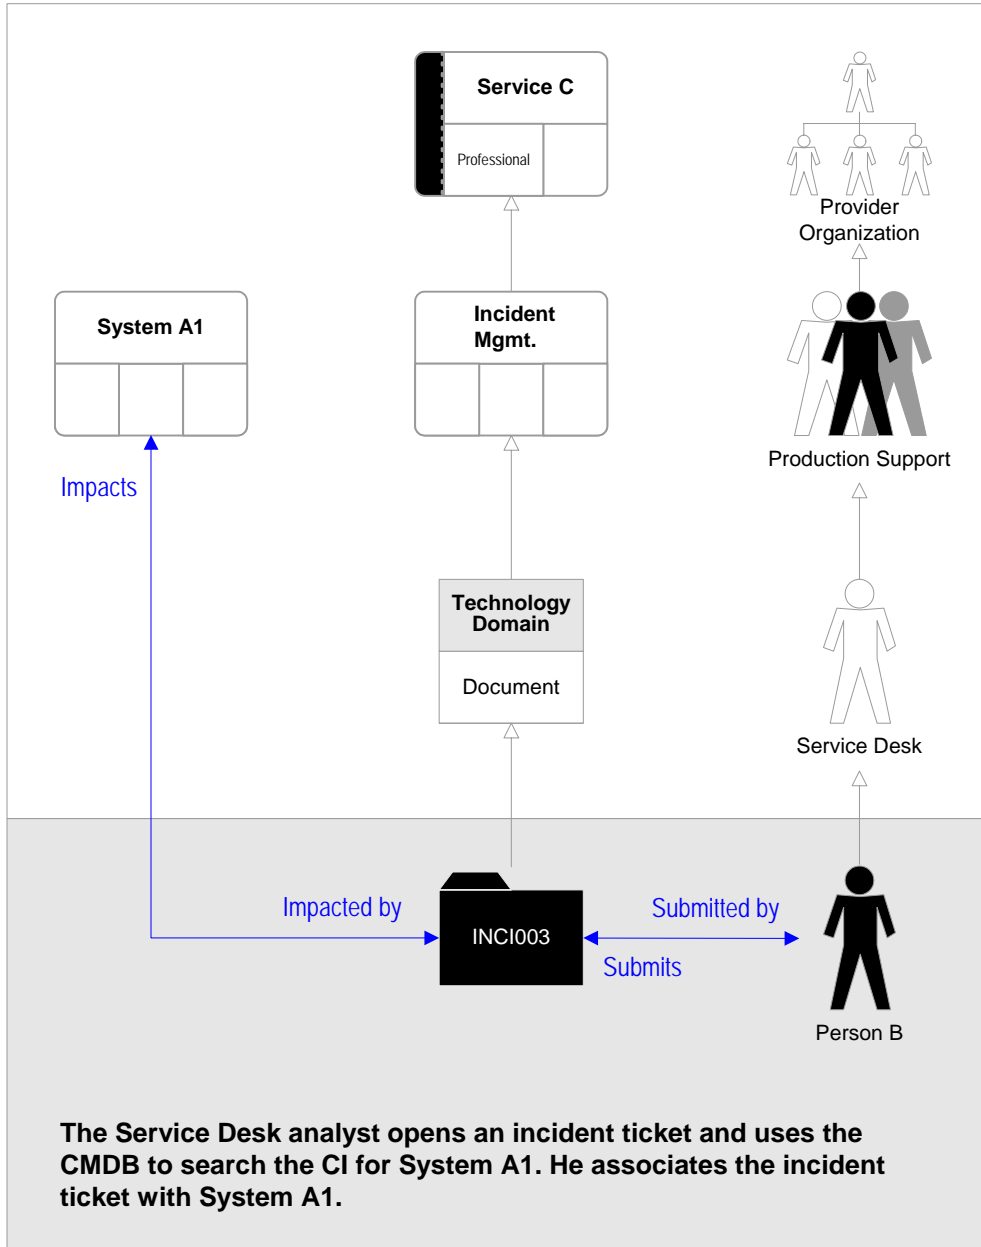 Service C
Professional
Provider
Organization
System A1
Incident
Mgmt.
Production Support
Impacts
Technology
Domain
Document
Service Desk
Impacted by
INCI003
Submitted by
Submits
Person B
The Service Desk analyst opens an incident ticket and uses the
CMDB to search the CI for System A1. He associates the incident
ticket with System A1.